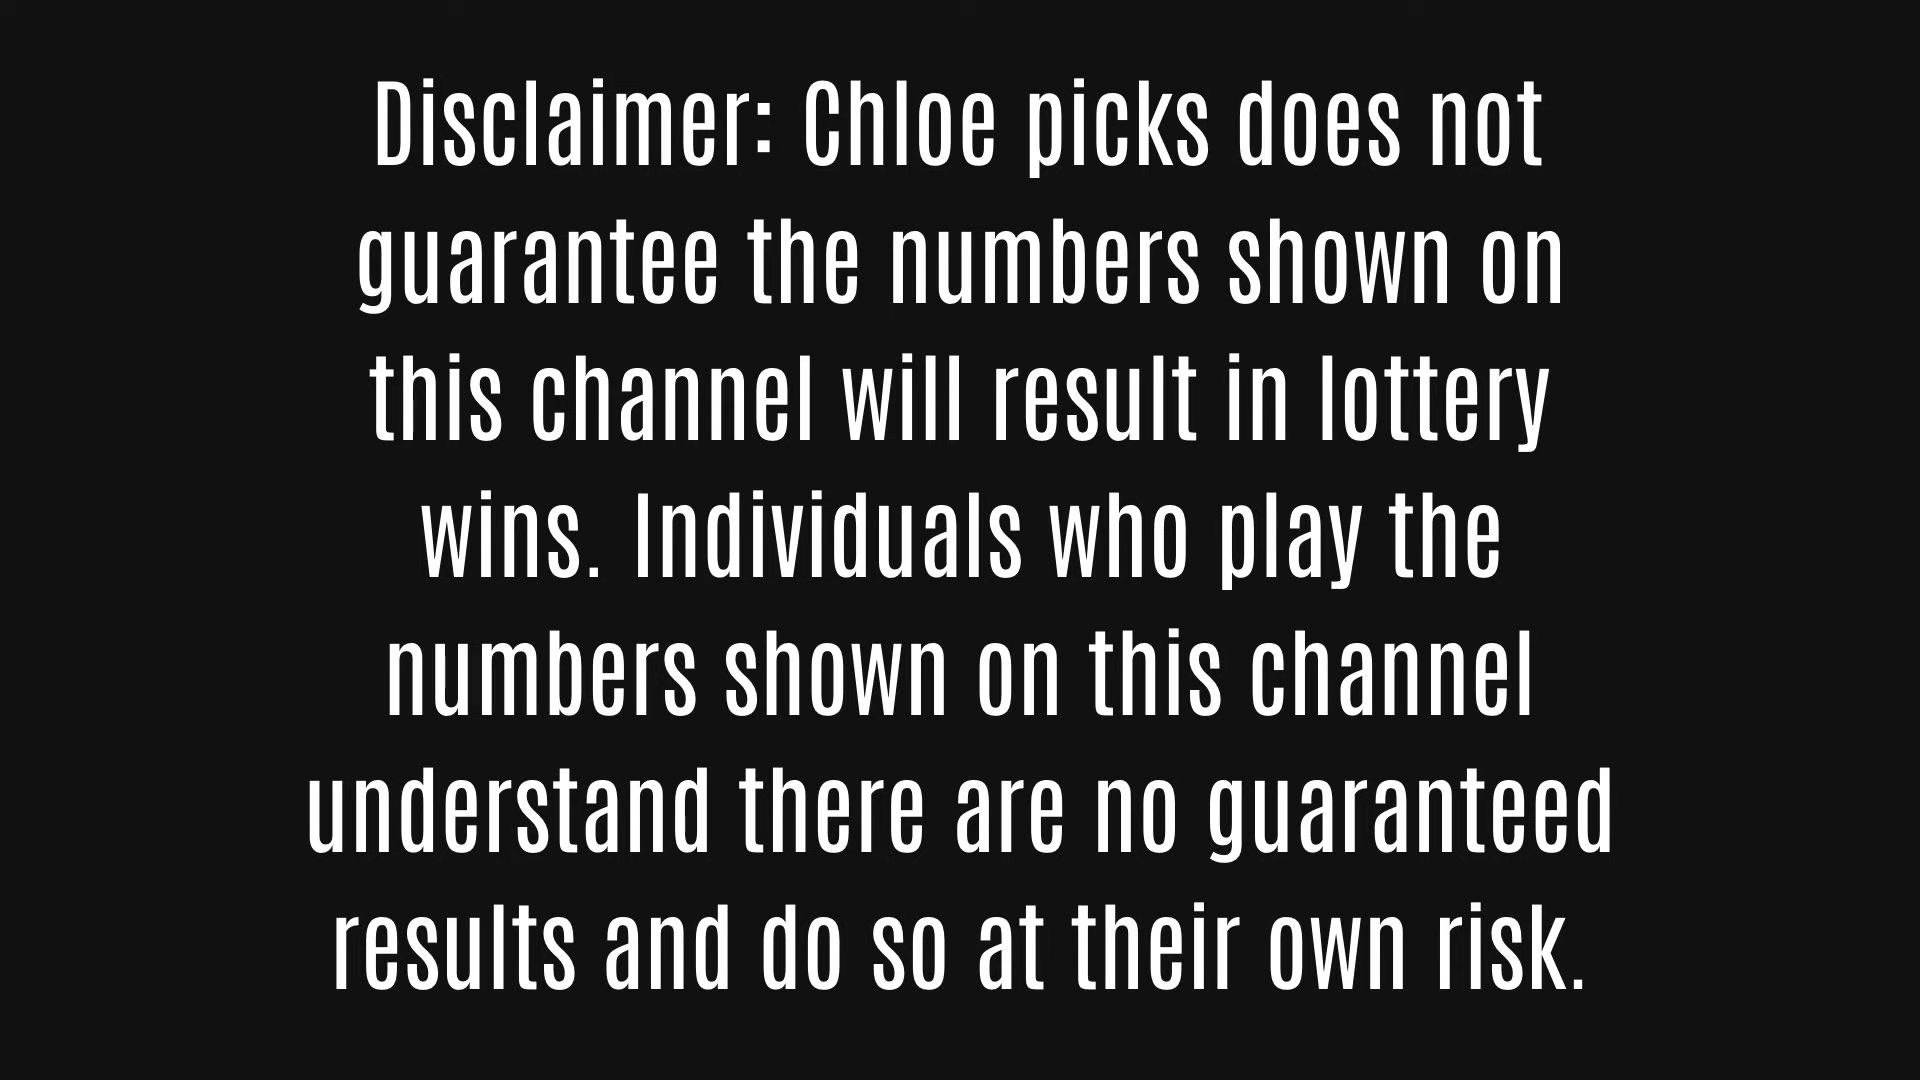 Disclaimer: Chloe picks does not
guarantee the numbers shown on
this channel will result in lottery
wins. Individuals who play the
numbers shown on this channel
understand there are no guaranteed
results and do so at their own risk.